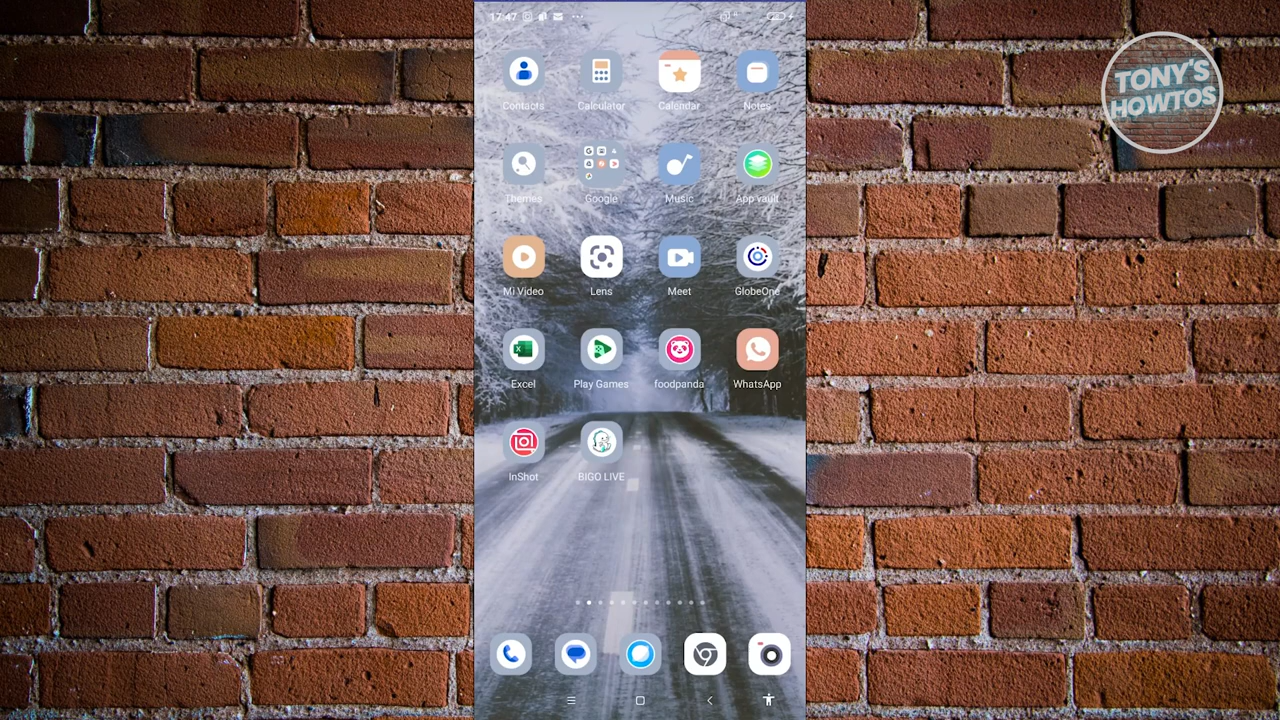 17:47
TONY'S
HOWTOS
Contacts Calculator Calendar Notes
Themes Google Music App vault
Mi Video Lens Meet GlobeOne
Excel Play Games foodpanda WhatsApp
InShot BIGO LIVE